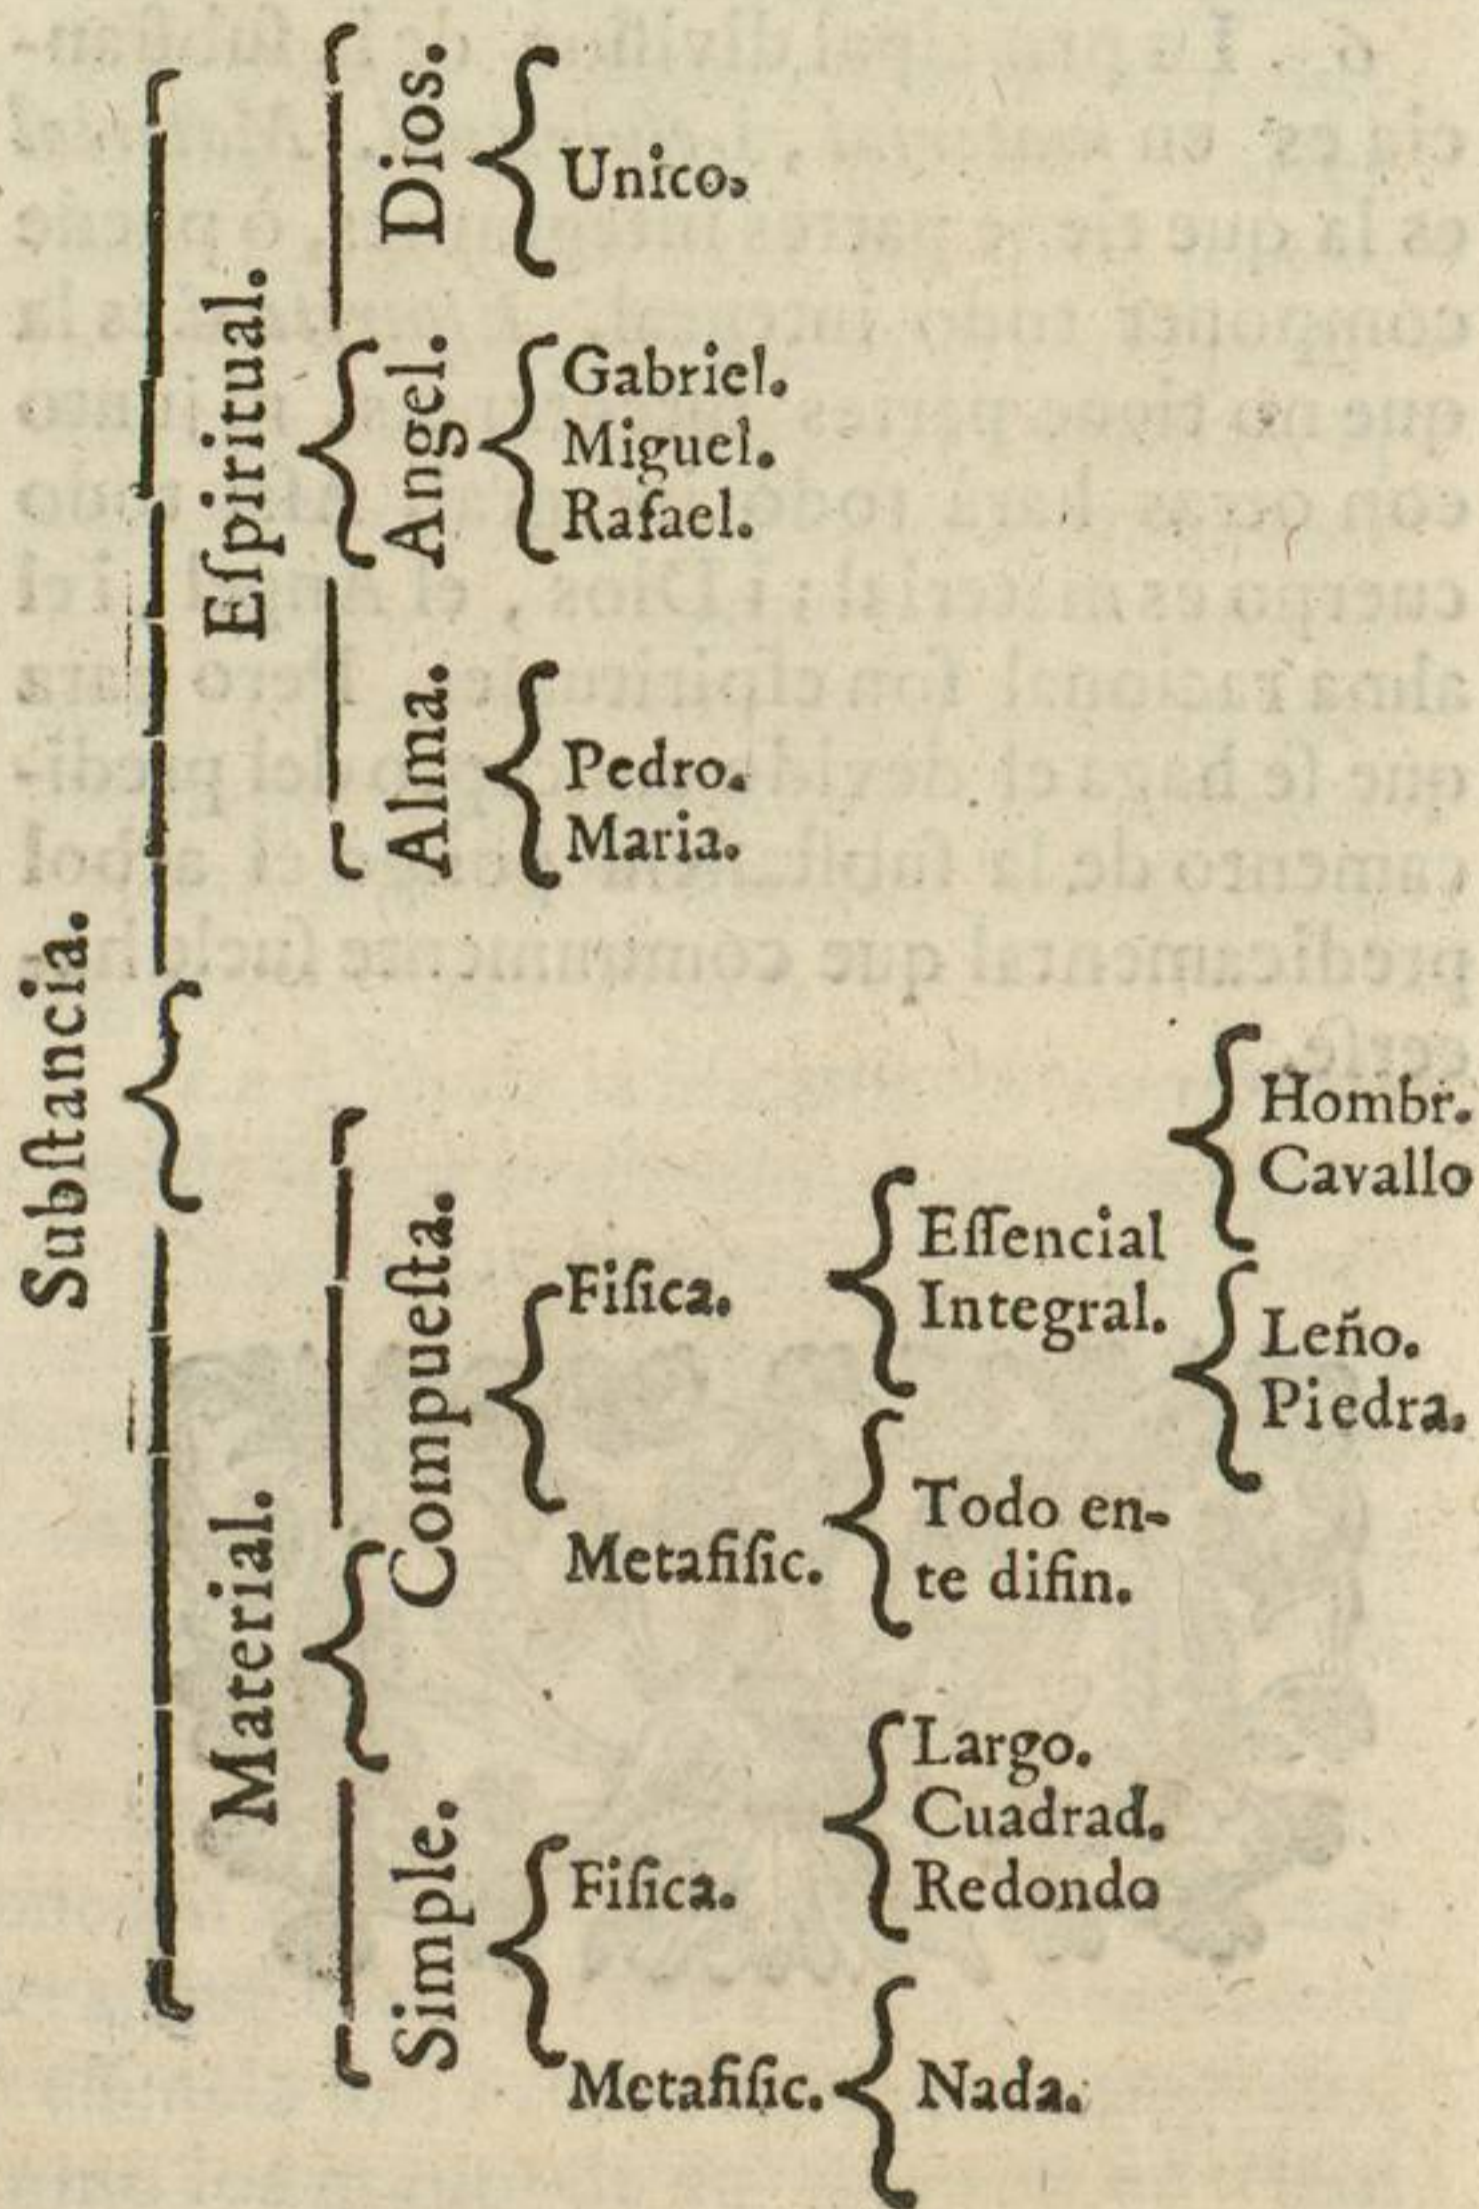 Subſtancia.
Eſpiritual.
Dios.
Unico.
Angel.
Gabriel.
Miguel.
Rafael.
Alma.
Pedro.
Maria.
Material.
Compueſta.
Fiſica.
Eſſencial
Hombr.
Cavallo
Integral.
Leño.
Piedra.
Metafiſic.
Todo en-
te difin.
Simple.
Fiſica.
Largo.
Cuadrad.
Redondo
Metafiſic.
Nada.